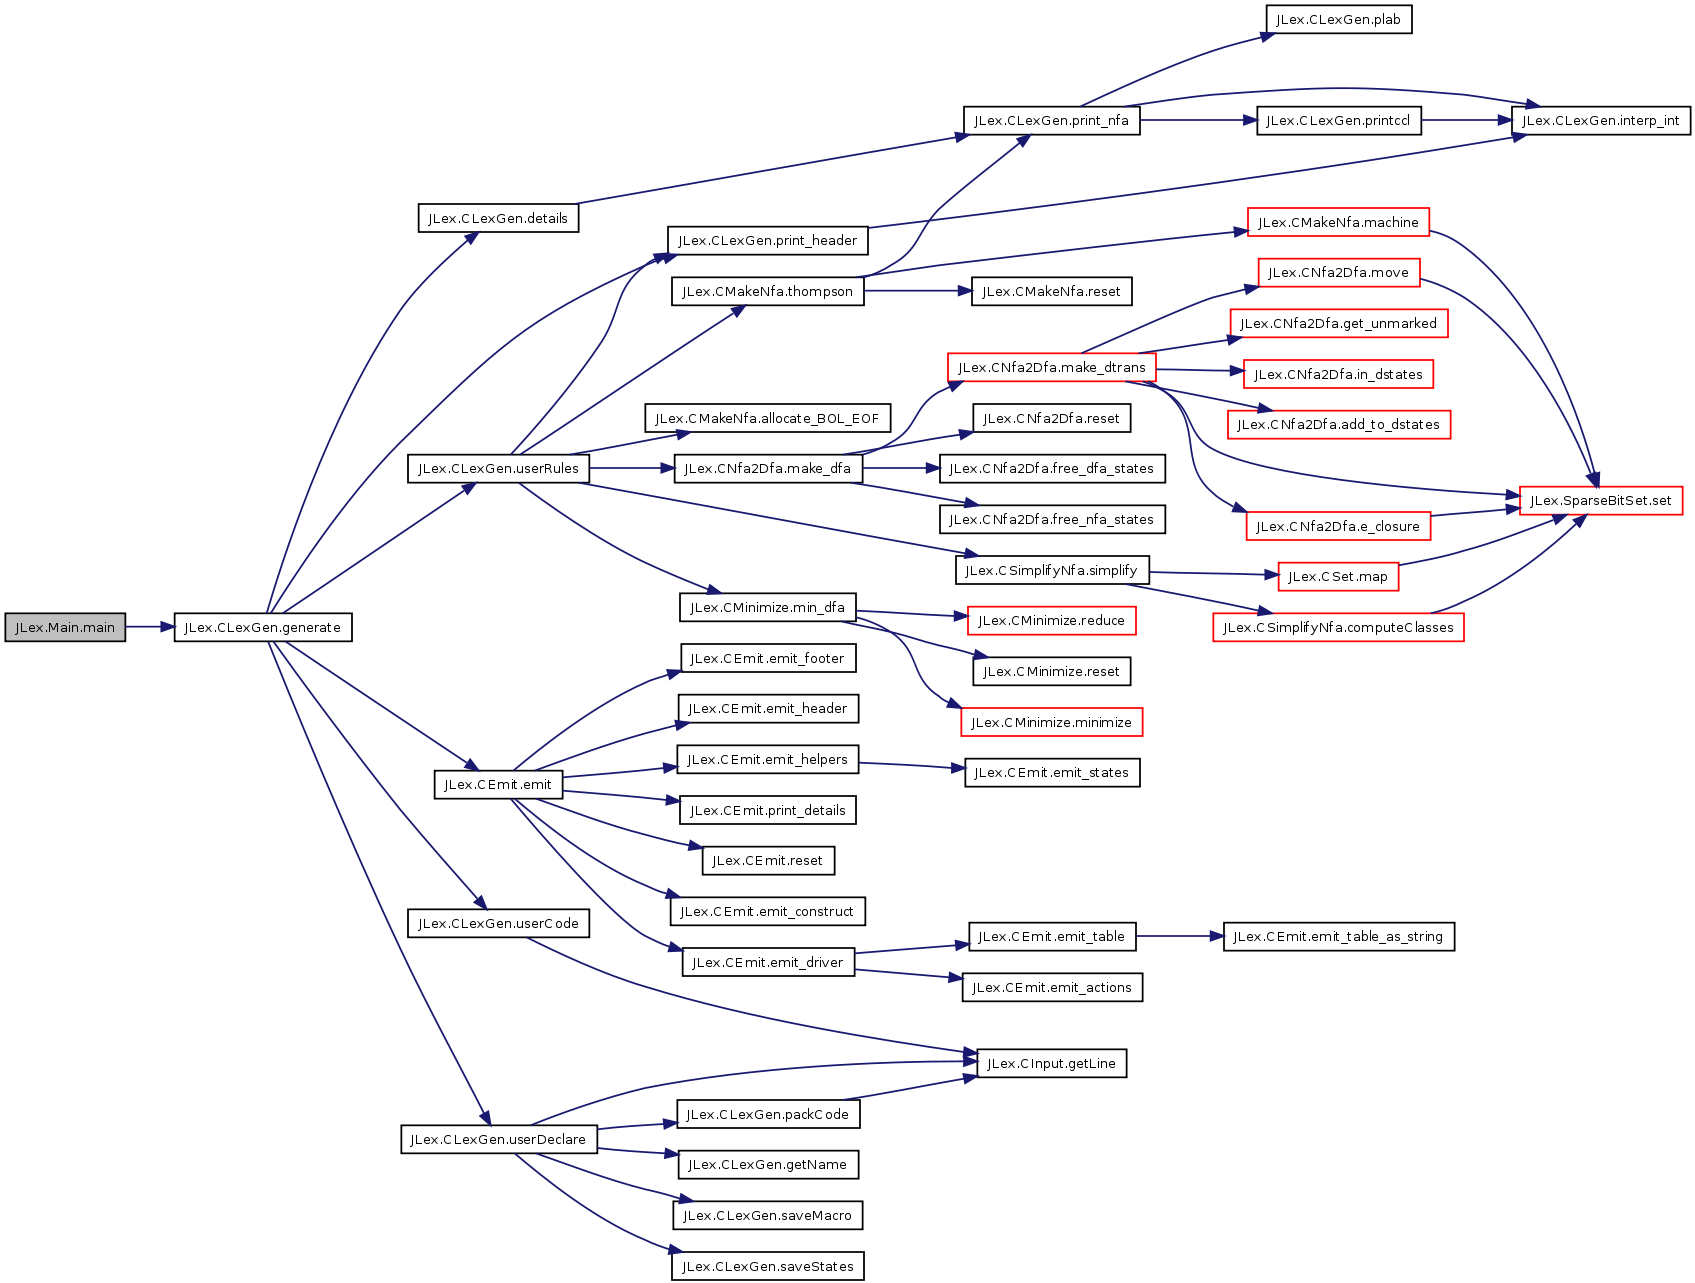 JLex.CLexGen.plab
JLex.CLexGen.print_nfa
JLex.CLexGen.printccl
JLex.CLexGen.interp_int
JLex.CLexGen.details
JLex.CMakeNfa.machine
JLex.CLexGen.print_header
JLex.CNfa2Dfa.move
JLex.CMakeNfa.thompson
JLex.CMakeNfa.reset
JLex.CNfa2Dfa.get_unmarked
JLex.CNfa2Dfa.make_dtrans
JLex.CNfa2Dfa.in_dstates
JLex.CMakeNfa.allocate_BOL_EOF
JLex.CNfa2Dfa.reset
JLex.CNfa2Dfa.add_to_dstates
JLex.CLexGen.userRules
JLex.CNfa2Dfa.make_dfa
JLex.CNfa2Dfa.free_dfa_states
JLex.SparseBitSet.set
JLex.CNfa2Dfa.free_nfa_states
JLex.CNfa2Dfa.e_closure
JLex.CSimplifyNfa.simplify
JLex.CSet.map
JLex.CMinimize.min_dfa
JLex.CMinimize.reduce
JLex.Main.main
JLex.CLexGen.generate
JLex.CSimplifyNfa.computeClasses
JLex.CEmit.emit_footer
JLex.CMinimize.reset
JLex.CEmit.emit_header
JLex.CMinimize.minimize
JLex.CEmit.emit_helpers
JLex.CEmit.emit_states
JLex.CEmit.emit
JLex.CEmit.print_details
JLex.CEmit.reset
JLex.CEmit.emit_construct
JLex.CLexGen.userCode
JLex.CEmit.emit_table
JLex.CEmit.emit_table_as_string
JLex.CEmit.emit_driver
JLex.CEmit.emit_actions
JLex.CInput.getLine
JLex.CLexGen.packCode
JLex.CLexGen.userDeclare
JLex.CLexGen.getName
JLex.CLexGen.saveMacro
JLex.CLexGen.saveStates